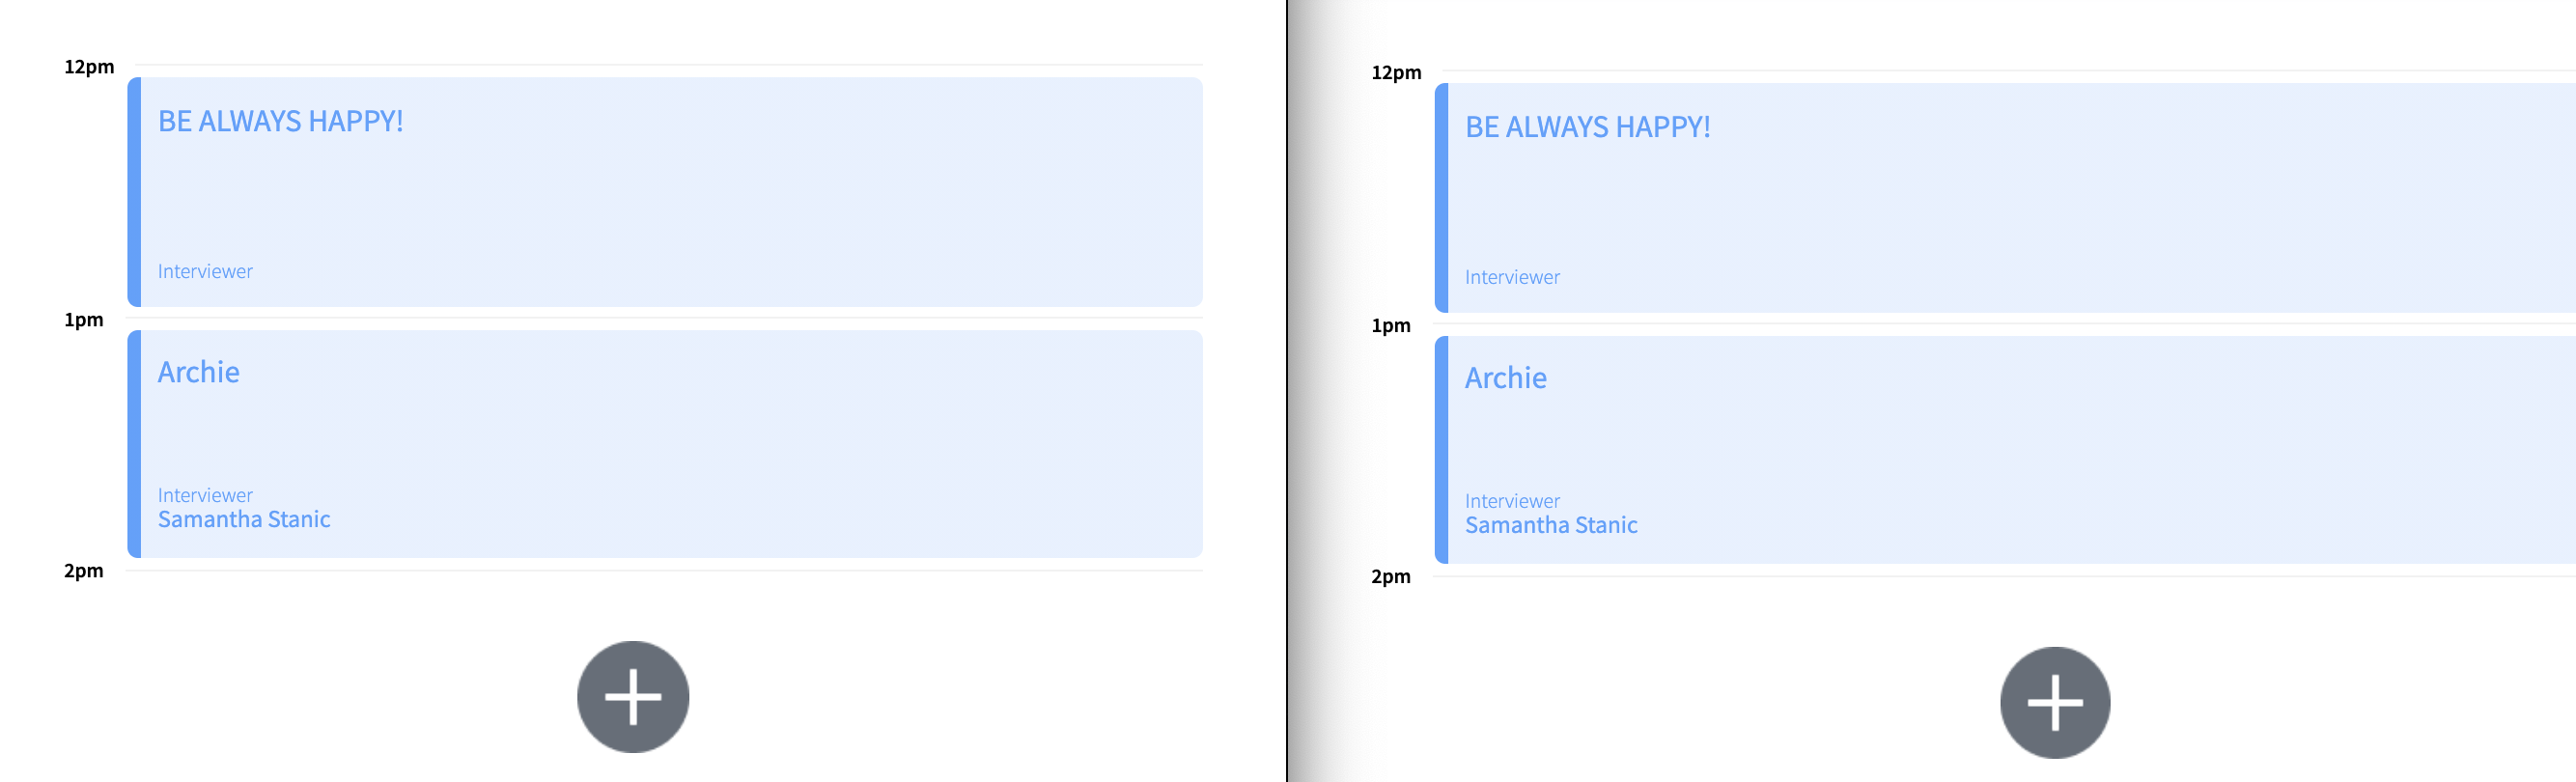 12pm
BE ALWAYS HAPPY!
Interviewer
1pm
Archie
Interviewer
Samantha Stanic
2pm
12pm
BE ALWAYS HAPPY!
Interviewer
1pm
Archie
Interviewer
Samantha Stanic
2pm